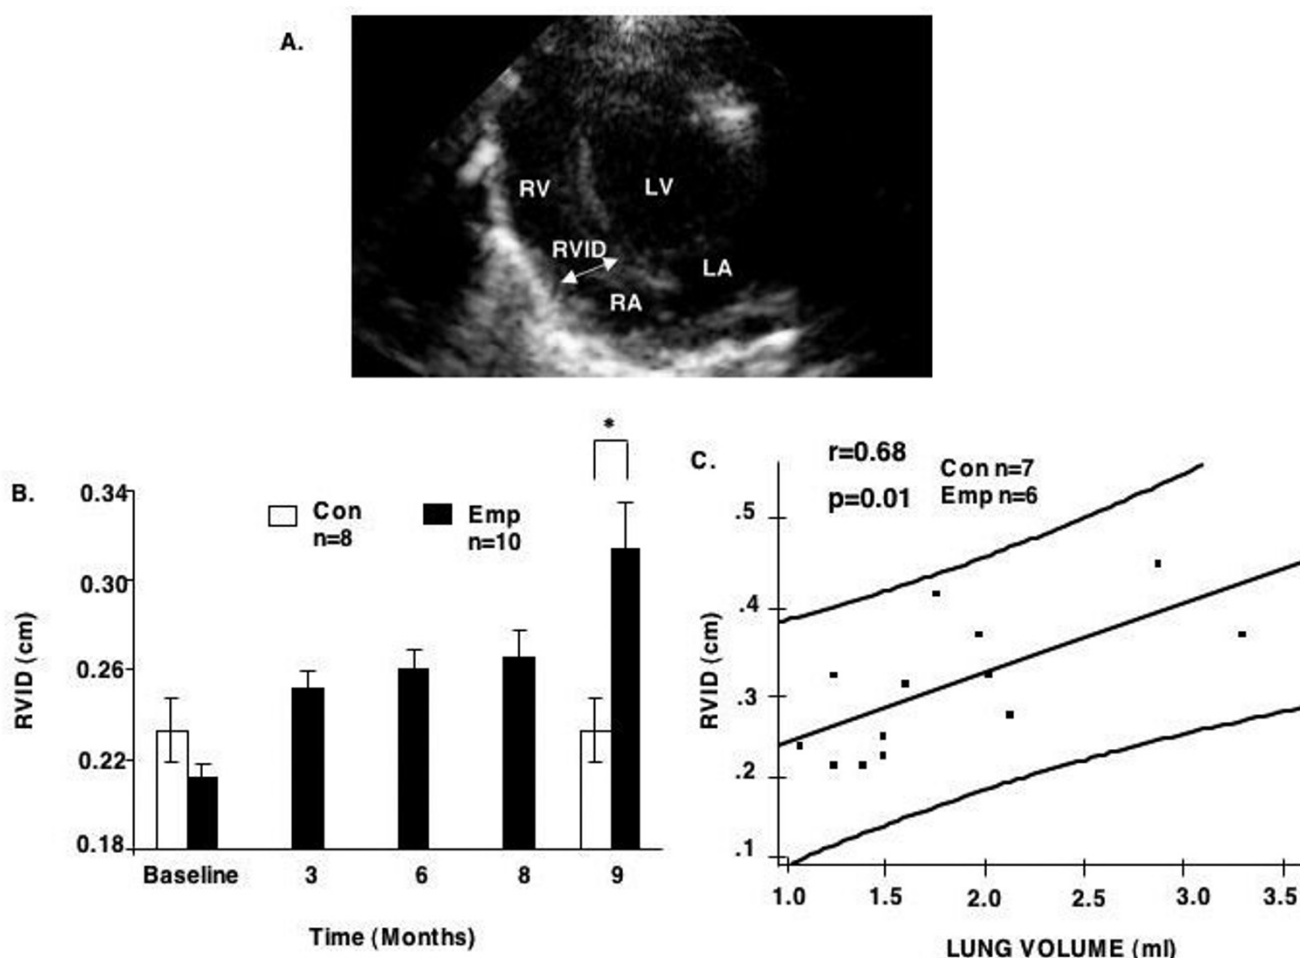 A.
RV
LV
RVID
LA
RA
B.
RVID (cm)
0.34
0.30
0.26
0.22
0.18
Con
n=8
Emp
n=10
*
Baseline 3 6 8 9
Time (Months)
C.
r=0.68
p=0.01
Con n=7
Emp n=6
RVID (cm)
.5
.4
.3
.2
.1
1.0 1.5 2.0 2.5 3.0 3.5
LUNG VOLUME (ml)